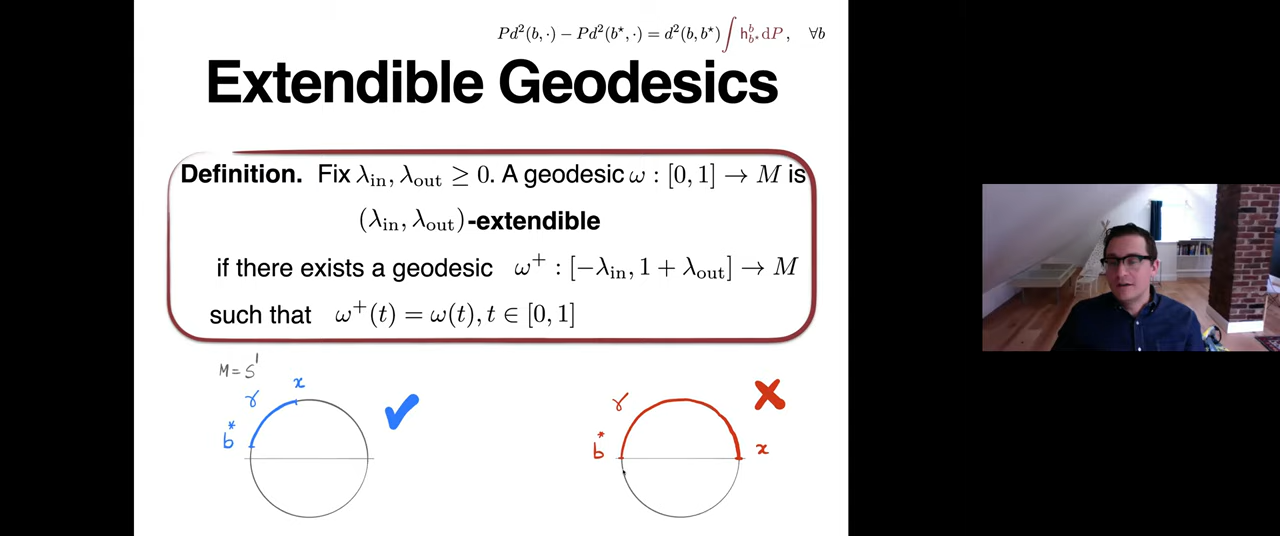 Pd²(b, ·) − Pd²(b⋆, ·) = d²(b, b⋆) ∫ h_{b⋆}^{b} dP , ∀b
Extendible Geodesics
Definition. Fix λ_in, λ_out ≥ 0. A geodesic ω : [0, 1] → M is
(λ_in, λ_out)-extendible
if there exists a geodesic ω⁺ : [−λ_in, 1 + λ_out] → M
such that ω⁺(t) = ω(t), t ∈ [0, 1]
M = S¹
γ x
b*
γ
b* x